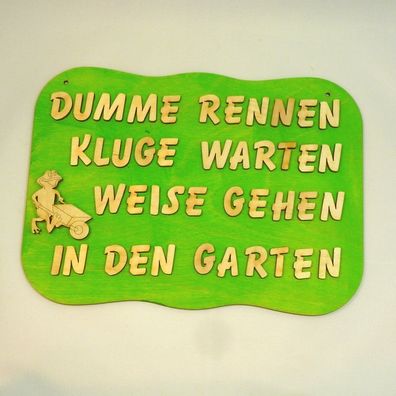 DUMME RENNEN
KLUGE WARTEN
WEISE GEHEN
IN DEN GARTEN